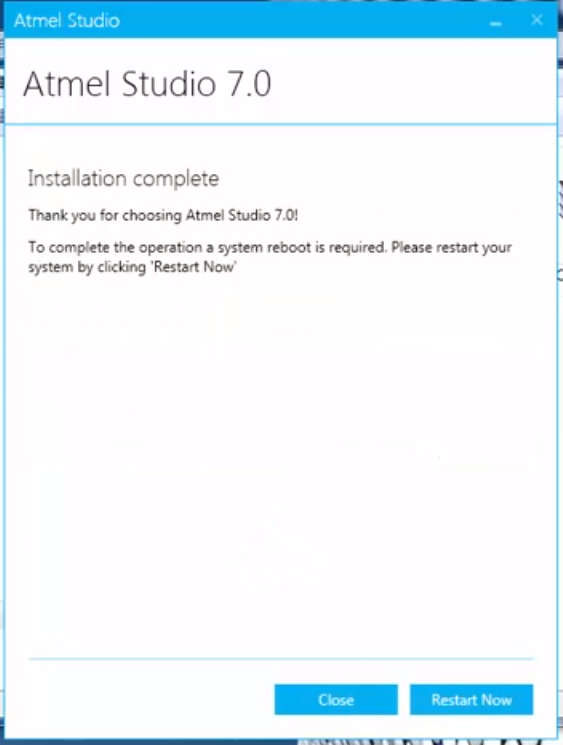 Atmel Studio
Atmel Studio 7.0
Installation complete
Thank you for choosing Atmel Studio 7.0!
To complete the operation a system reboot is required. Please restart your
system by clicking 'Restart Now'
Close
Restart Now